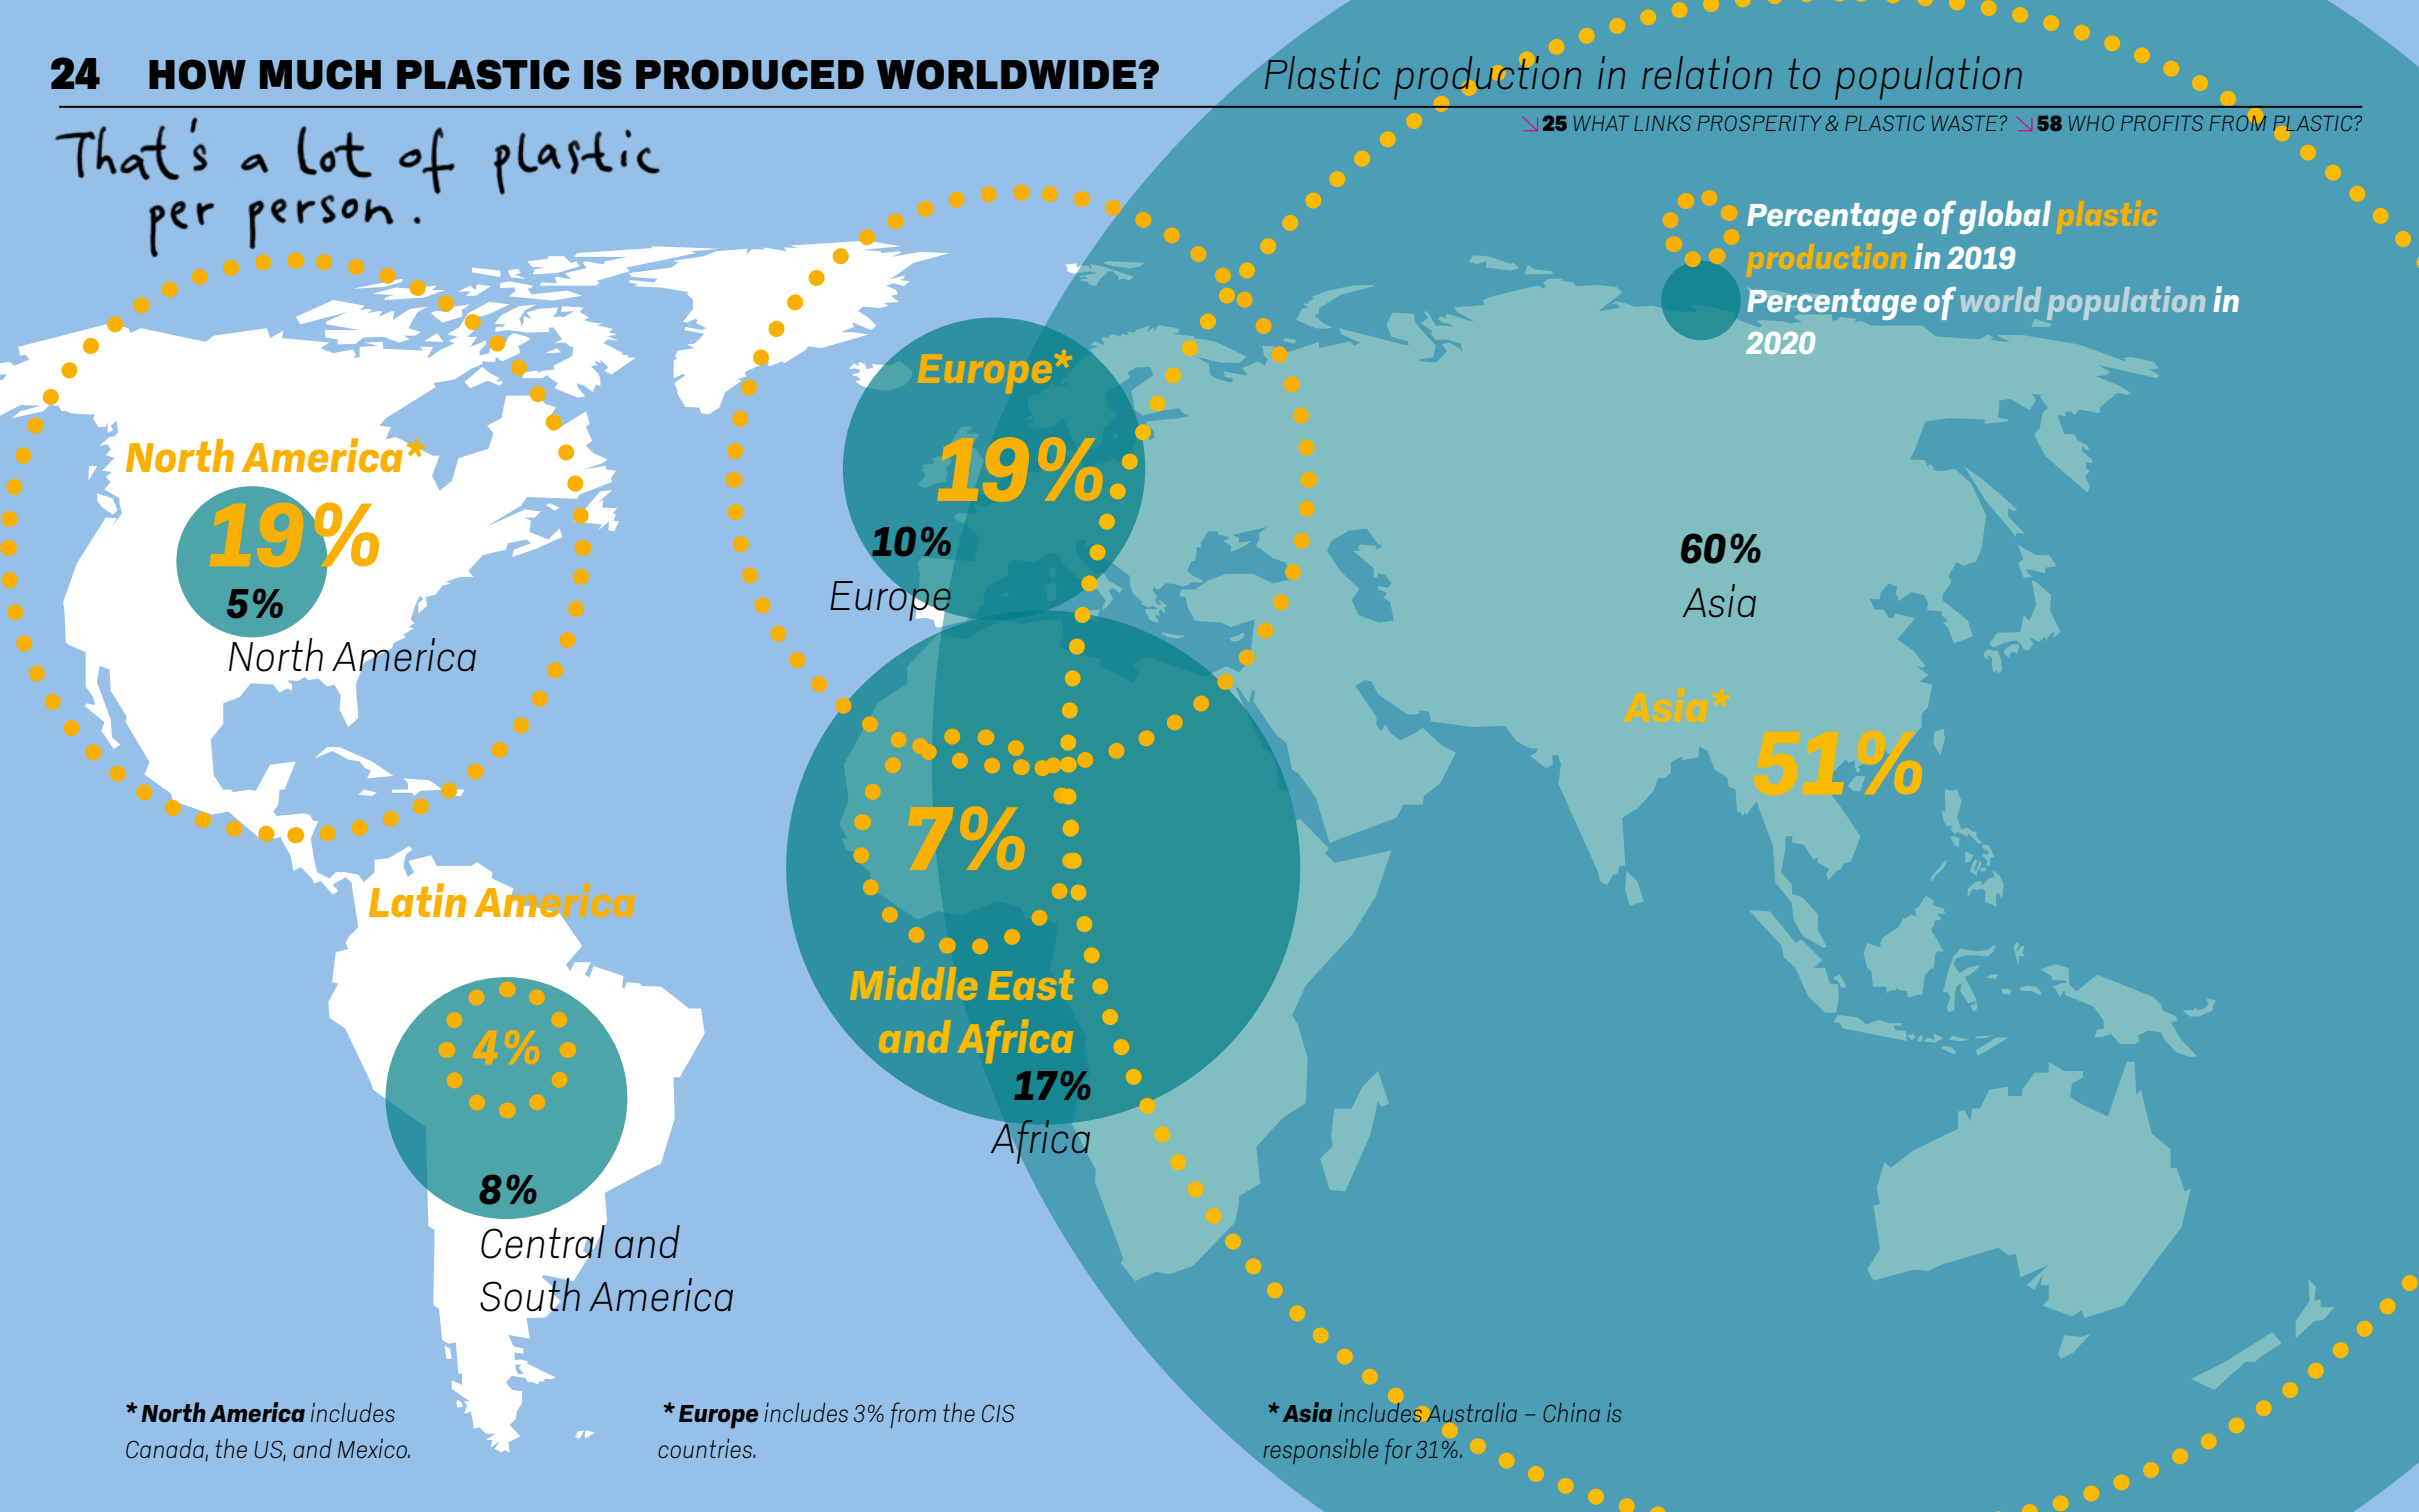 24 HOW MUCH PLASTIC IS PRODUCED WORLDWIDE? Plastic production in relation to population
↘25 WHAT LINKS PROSPERITY & PLASTIC WASTE? ↘58 WHO PROFITS FROM PLASTIC?
That's a lot of plastic
per person.
Percentage of global plastic
production in 2019
Percentage of world population in
2020
North America*
19%
5%
North America
Europe*
19%
10%
Europe
60%
Asia
Asia*
51%
7%
Middle East
and Africa
17%
Africa
Latin America
4%
8%
Central and
South America
* North America includes
Canada, the US, and Mexico.
* Europe includes 3% from the CIS
countries.
* Asia includes Australia – China is
responsible for 31%.